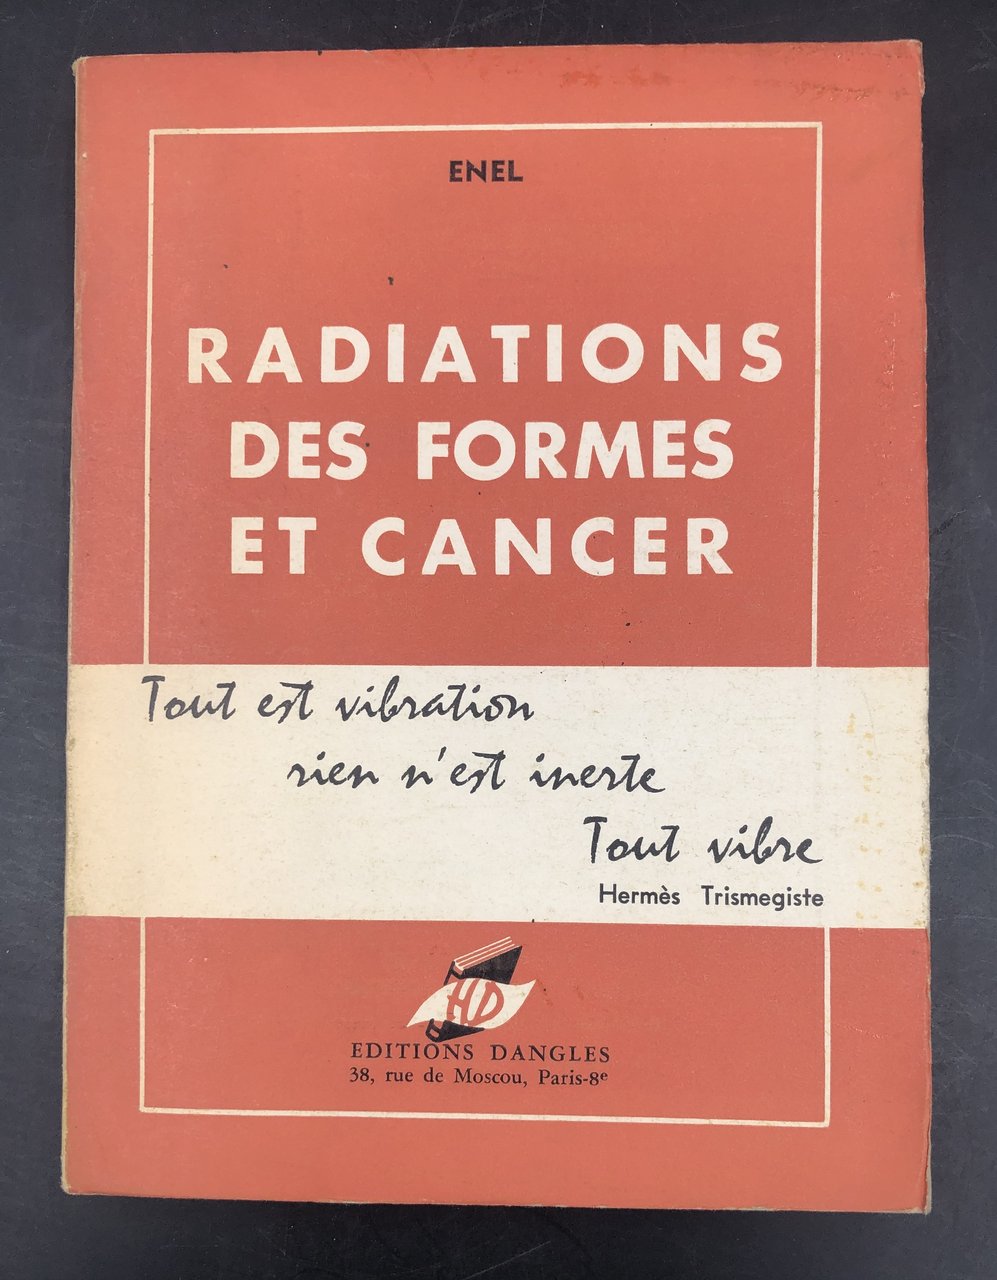 ENEL
RADIATIONS
DES FORMES
ET CANCER
Tout est vibration
rien n'est inerte
Tout vibre
Hermès Trismegiste
HD
EDITIONS DANGLES
38, rue de Moscou, Paris-8e